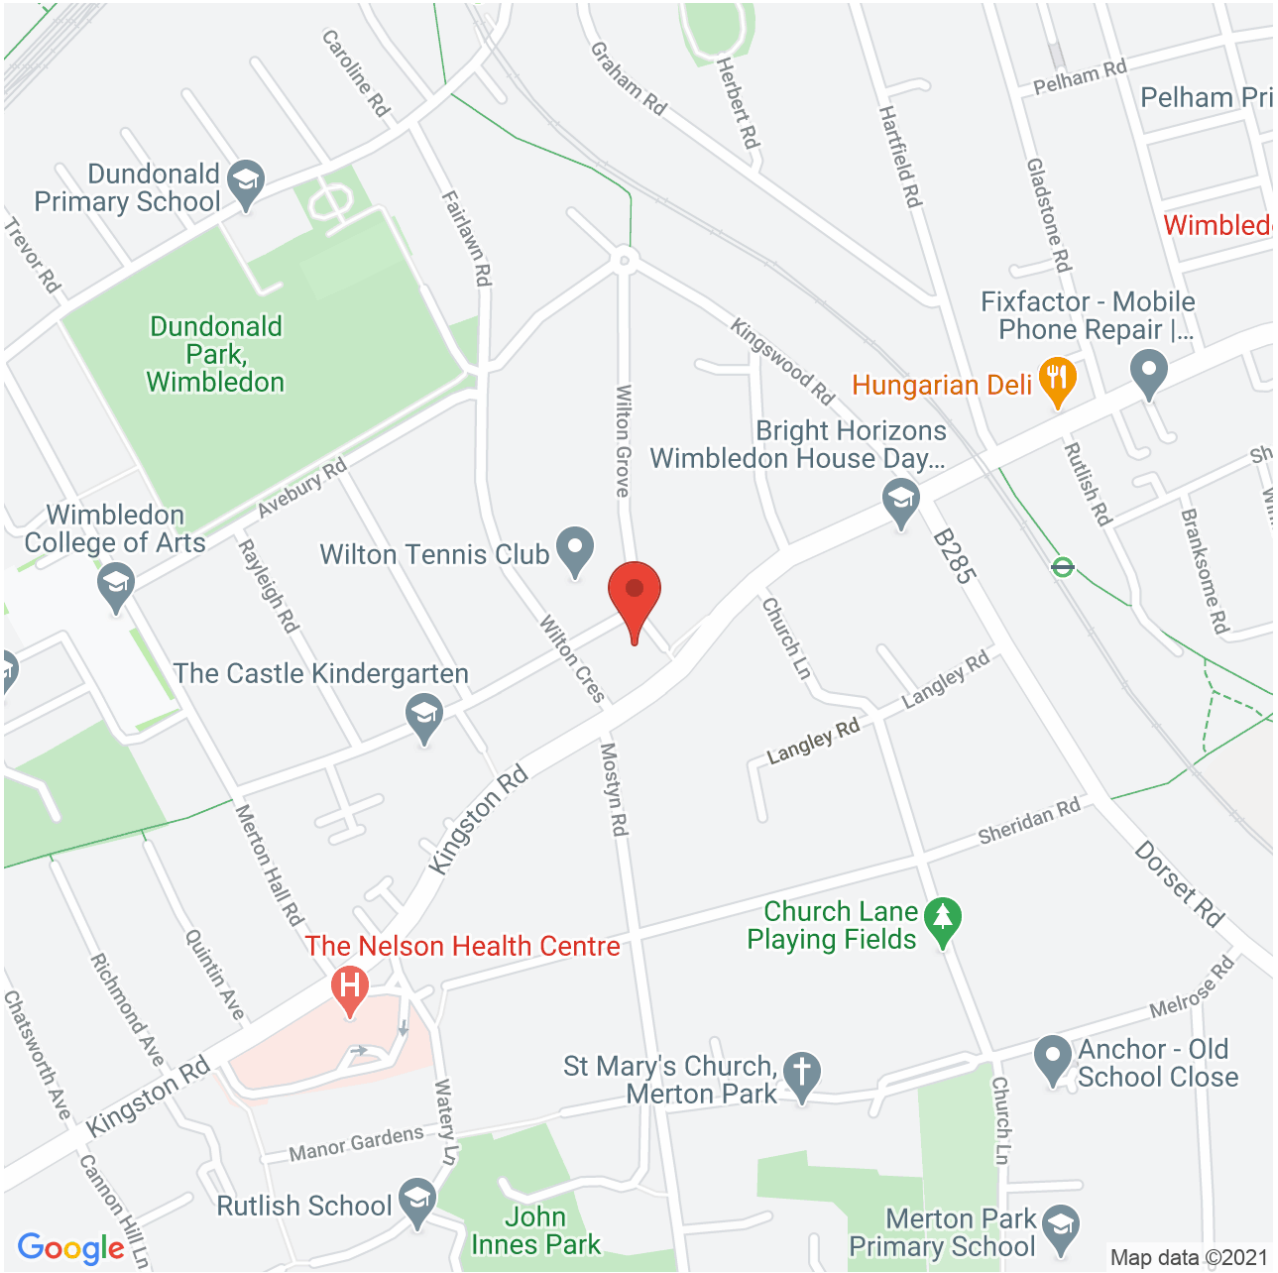 Caroline Rd
Graham Rd
Herbert Rd
Pelham Rd
Pelham Pri
Hartfield Rd
Gladstone Rd
Dundonald
Primary School
Fairlawn Rd
Trevor Rd
Wimbled
Fixfactor - Mobile
Phone Repair |...
Dundonald
Park,
Wimbledon
Kingswood Rd
Hungarian Deli
Wilton Grove
Bright Horizons
Wimbledon House Day...
Rutlish Rd
Sh
Avebury Rd
Win
Wimbledon
College of Arts
Branksome Rd
Wilton Tennis Club
B285
Rayleigh Rd
Church Ln
Wilton Cres
The Castle Kindergarten
Langley Rd
Langley Rd
Mostyn Rd
Kingston Rd
Sheridan Rd
Merton Hall Rd
Dorset Rd
Church Lane
Playing Fields
The Nelson Health Centre
H
Quintin Ave
Richmond Ave
Melrose Rd
Chatsworth Ave
Kingston Rd
St Mary's Church,
Merton Park
Anchor - Old
School Close
Watery Ln
Church Ln
Manor Gardens
Cannon Hill Ln
Rutlish School
John
Innes Park
Merton Park
Primary School
Google
Map data ©2021